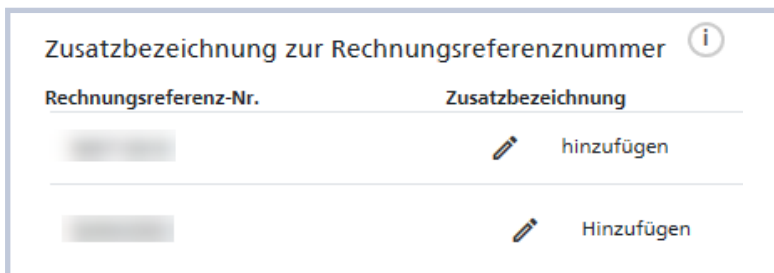 Zusatzbezeichnung zur Rechnungsreferenznummer i
Rechnungsreferenz-Nr. Zusatzbezeichnung
hinzufügen
Hinzufügen